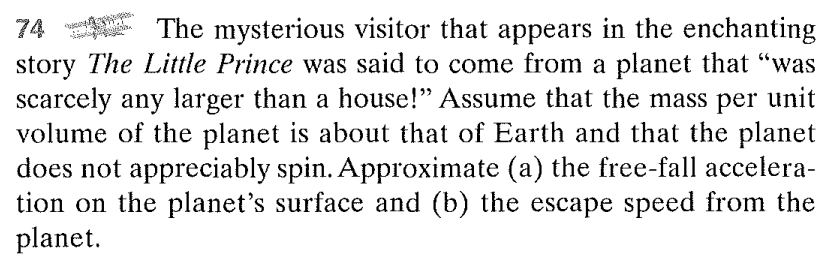 74 The mysterious visitor that appears in the enchanting
story The Little Prince was said to come from a planet that “was
scarcely any larger than a house!” Assume that the mass per unit
volume of the planet is about that of Earth and that the planet
does not appreciably spin. Approximate (a) the free-fall accelera-
tion on the planet’s surface and (b) the escape speed from the
planet.